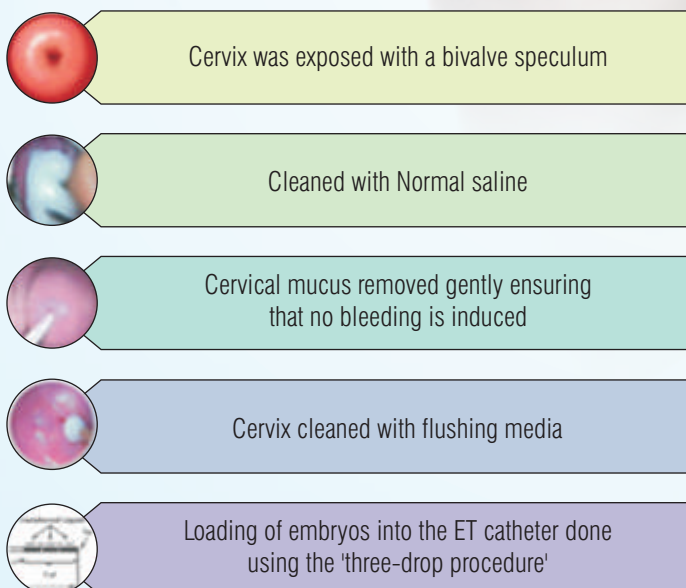 Cervix was exposed with a bivalve speculum
Cleaned with Normal saline
Cervical mucus removed gently ensuring
that no bleeding is induced
Cervix cleaned with flushing media
Loading of embryos into the ET catheter done
using the 'three-drop procedure'